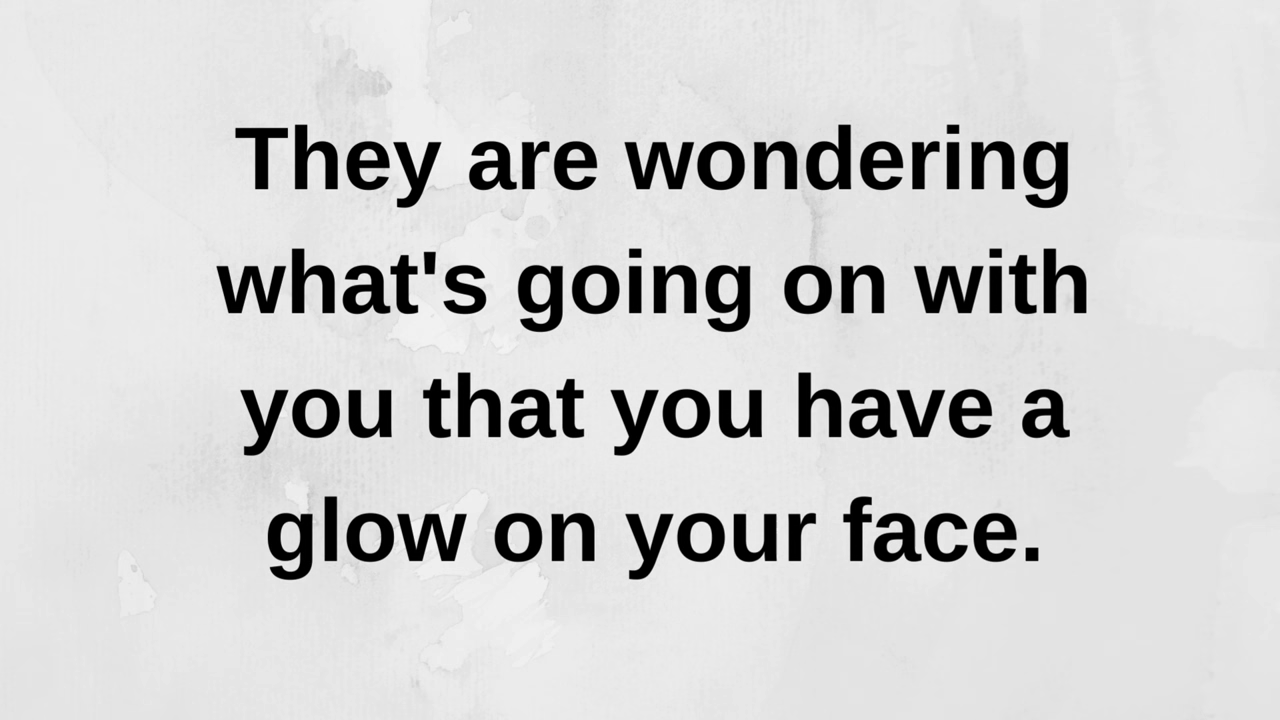 They are wondering
what's going on with
you that you have a
glow on your face.